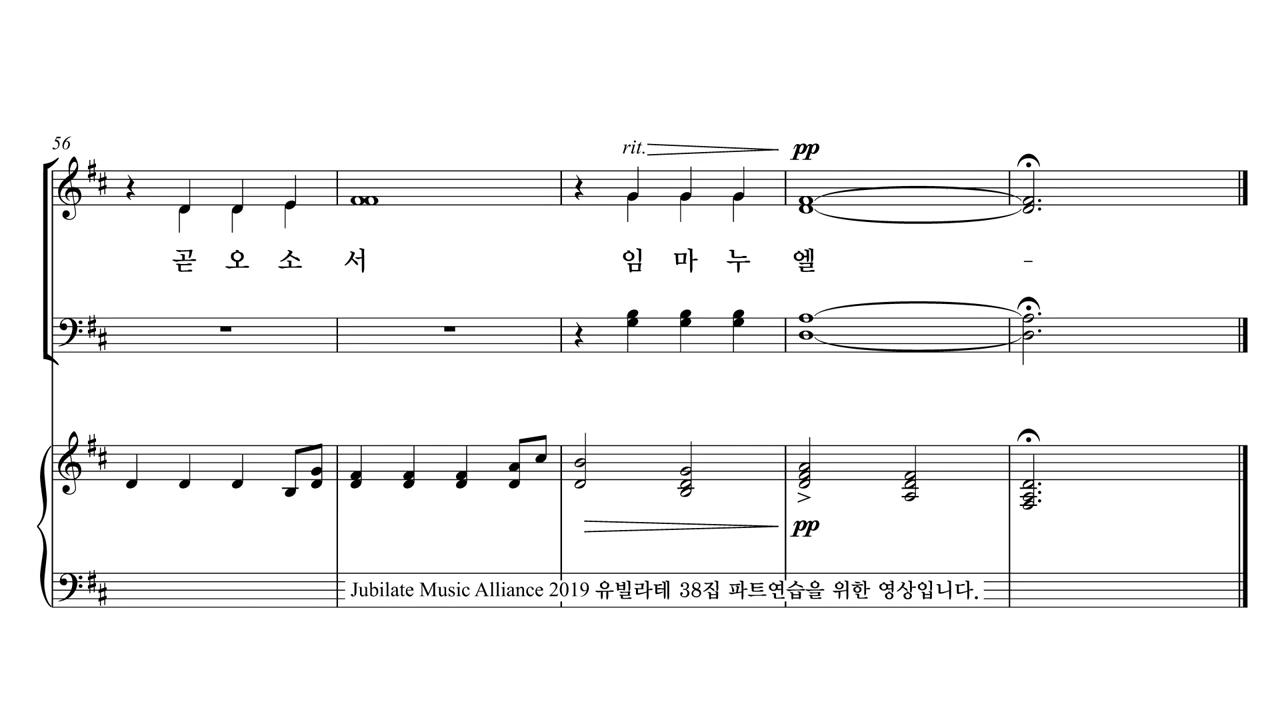 56
rit.
pp
곧 오 소 서 임 마 누 엘 -
pp
Jubilate Music Alliance 2019 유빌라테 38집 파트연습을 위한 영상입니다.